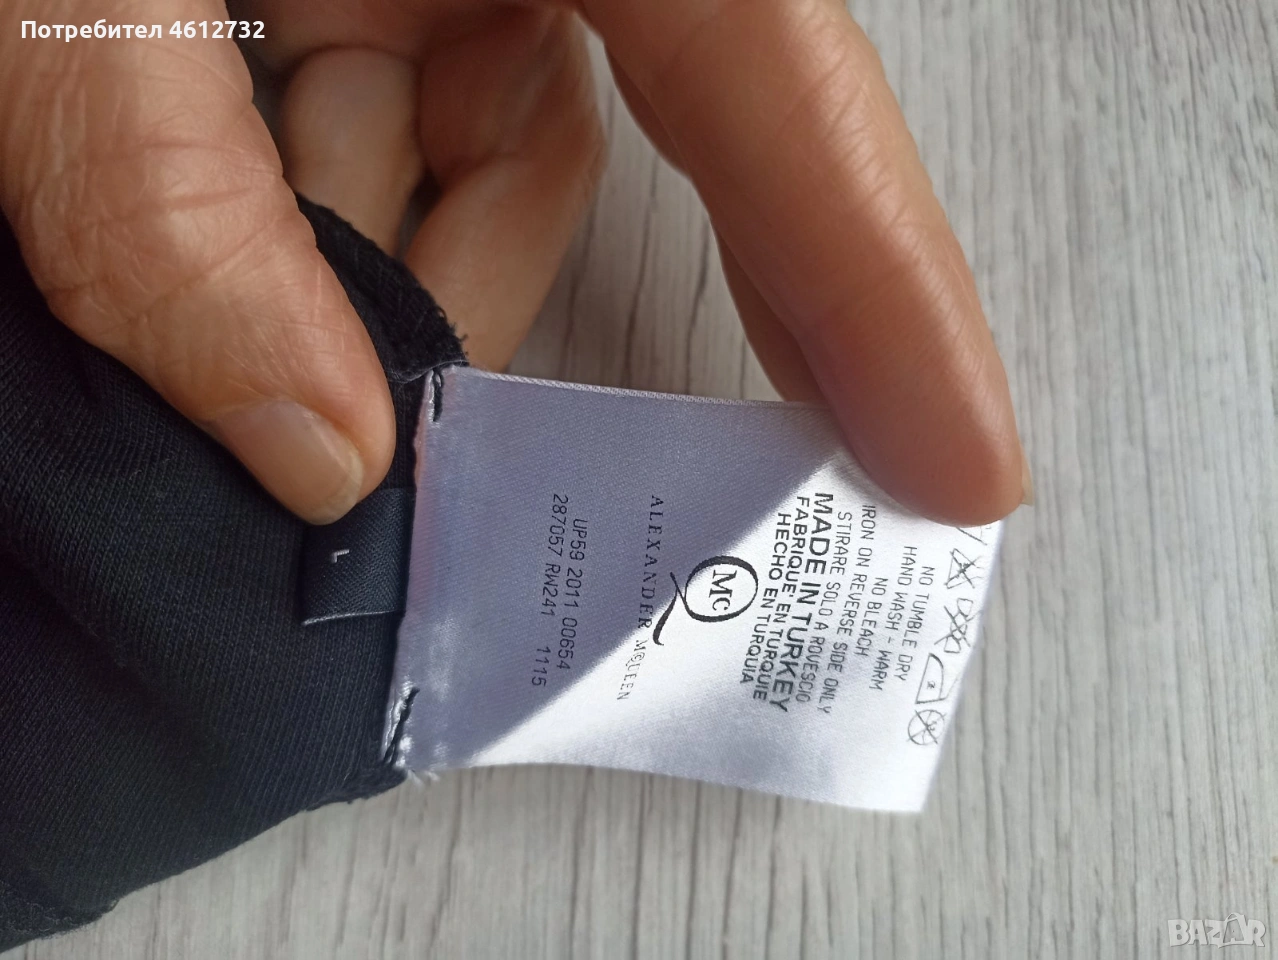 Потребител 4612732
L
UP59 2011 00654
287057 RW241 1115
ALEXANDER MCQUEEN
MCQ
MADE IN TURKEY
FABRIQUE' EN TURQUIE
HECHO EN TURQUIA
IRON ON REVERSE SIDE ONLY
STIRARE SOLO A ROVESCIO
NO TUMBLE DRY
HAND WASH - WARM
NO BLEACH
BAZAR